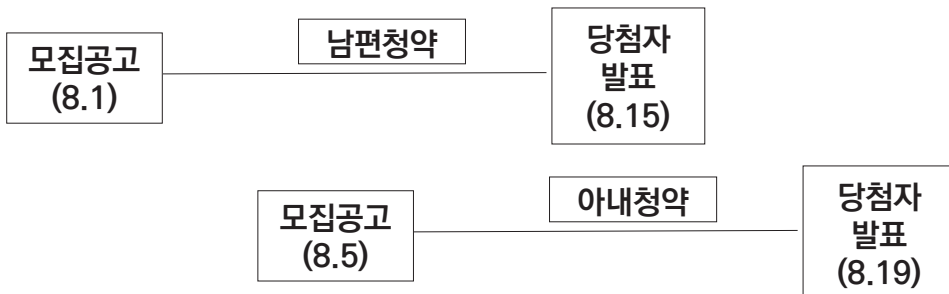 모집공고
(8.1)
남편청약
당첨자
발표
(8.15)
모집공고
(8.5)
아내청약
당첨자
발표
(8.19)